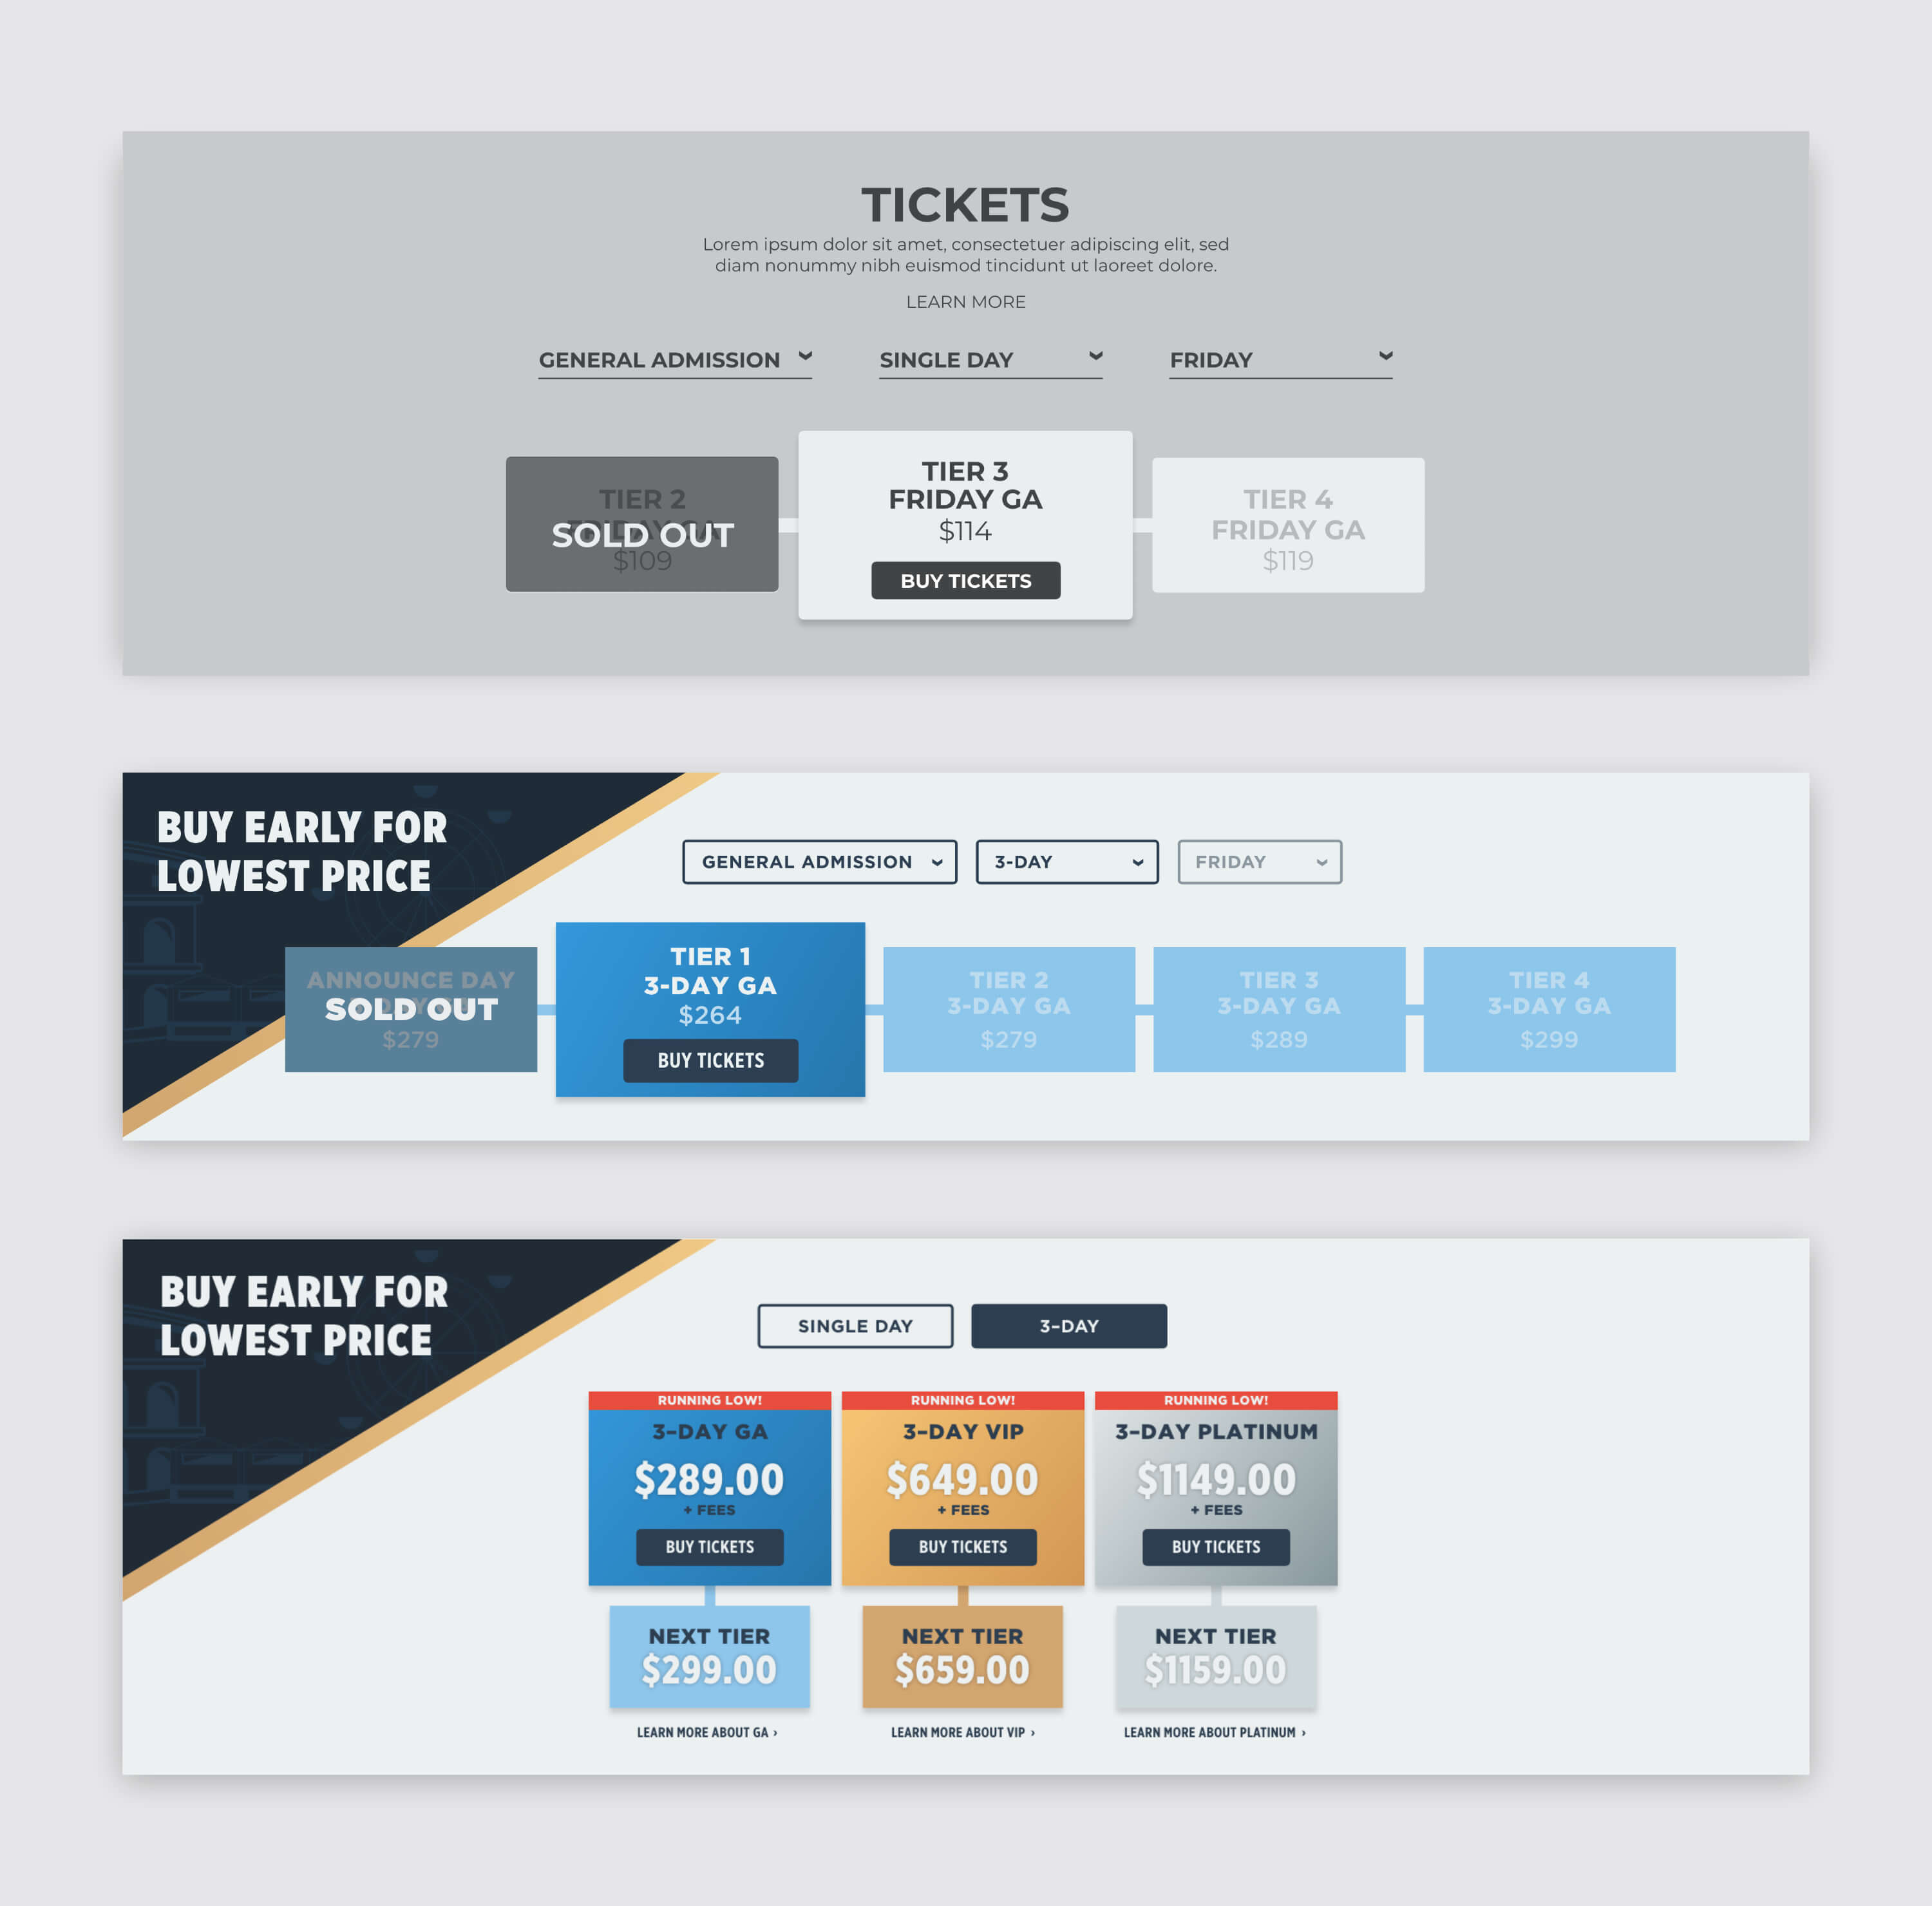 TICKETS
Lorem ipsum dolor sit amet, consectetuer adipiscing elit, sed
diam nonummy nibh euismod tincidunt ut laoreet dolore.
LEARN MORE
GENERAL ADMISSION
SINGLE DAY
FRIDAY
TIER 2
FRIDAY GA
SOLD OUT
$109
TIER 3
FRIDAY GA
$114
BUY TICKETS
TIER 4
FRIDAY GA
$119
BUY EARLY FOR
LOWEST PRICE
GENERAL ADMISSION
3-DAY
FRIDAY
ANNOUNCE DAY
SOLD OUT
$279
TIER 1
3-DAY GA
$264
BUY TICKETS
TIER 2
3-DAY GA
$279
TIER 3
3-DAY GA
$289
TIER 4
3-DAY GA
$299
BUY EARLY FOR
LOWEST PRICE
SINGLE DAY
3-DAY
RUNNING LOW!
3-DAY GA
$289.00
+ FEES
BUY TICKETS
NEXT TIER
$299.00
LEARN MORE ABOUT GA ›
RUNNING LOW!
3-DAY VIP
$649.00
+ FEES
BUY TICKETS
NEXT TIER
$659.00
LEARN MORE ABOUT VIP ›
RUNNING LOW!
3-DAY PLATINUM
$1149.00
+ FEES
BUY TICKETS
NEXT TIER
$1159.00
LEARN MORE ABOUT PLATINUM ›